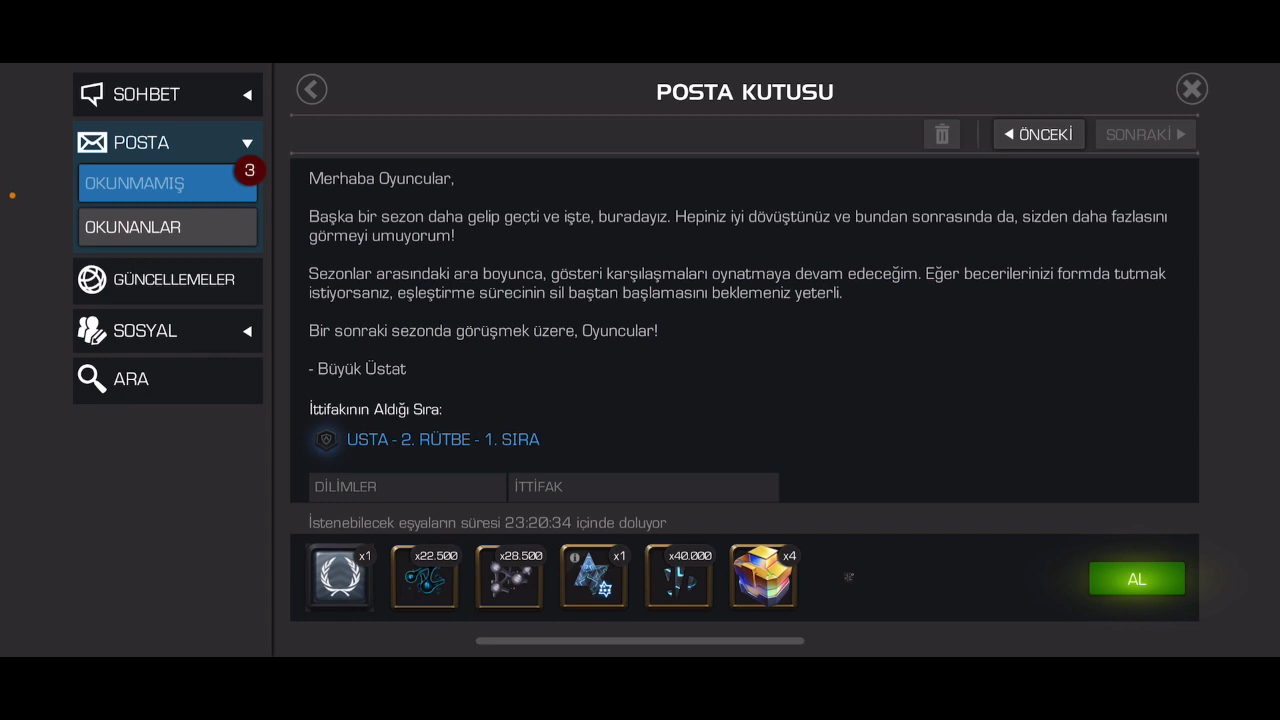 SOHBET
POSTA
3
OKUNMAMIŞ
OKUNANLAR
GÜNCELLEMELER
SOSYAL
ARA
POSTA KUTUSU
ÖNCEKİ
SONRAKİ
Merhaba Oyuncular,
Başka bir sezon daha gelip geçti ve işte, buradayız. Hepiniz iyi dövüştünüz ve bundan sonrasında da, sizden daha fazlasını
görmeyi umuyorum!
Sezonlar arasındaki ara boyunca, gösteri karşılaşmaları oynatmaya devam edeceğim. Eğer becerilerinizi formda tutmak
istiyorsanız, eşleştirme sürecinin sil baştan başlamasını beklemeniz yeterli.
Bir sonraki sezonda görüşmek üzere, Oyuncular!
- Büyük Üstat
İttifakının Aldığı Sıra:
USTA - 2. RÜTBE - 1. SIRA
DİLİMLER
İTTİFAK
İstenebilecek eşyaların süresi 23:20:34 içinde doluyor
x1
x22.500
x28.500
x1
x40.000
x4
AL